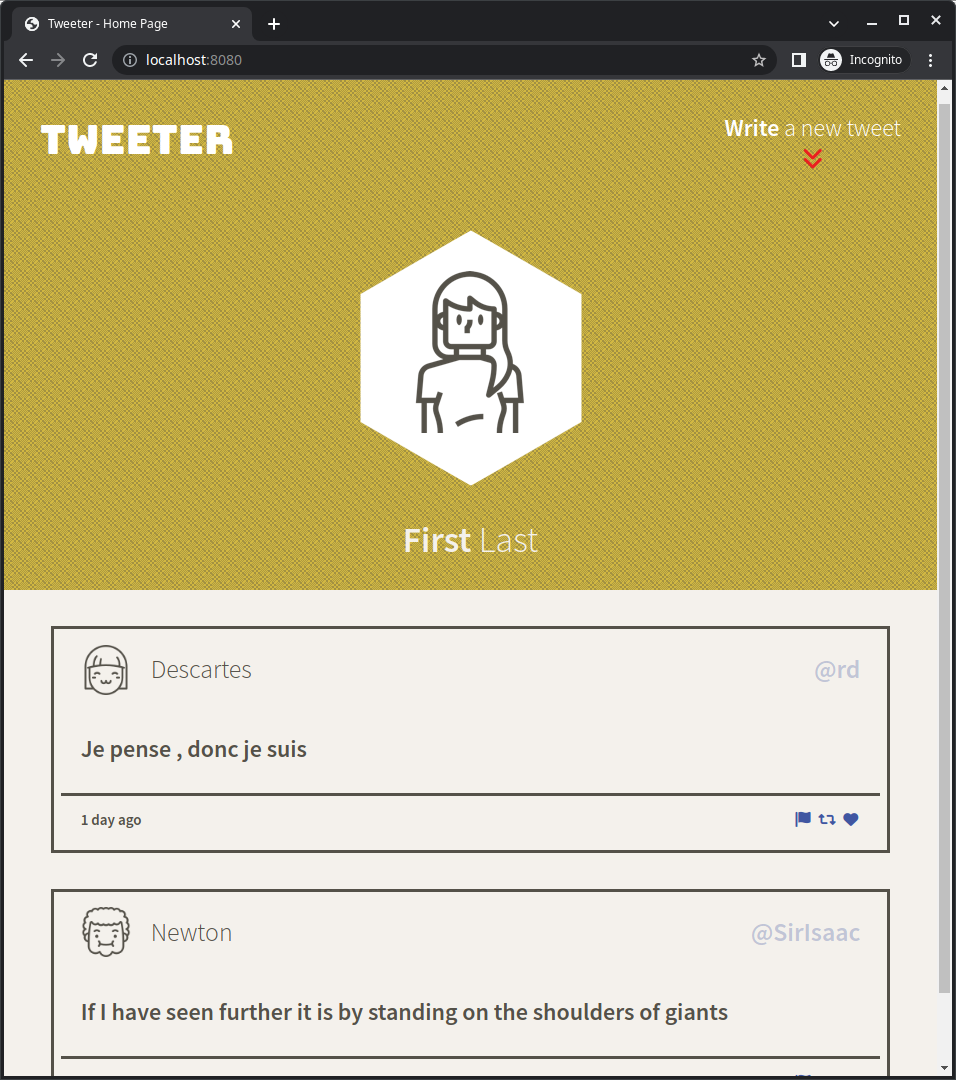 Tweeter - Home Page
localhost:8080
Incognito
TWEETER
Write a new tweet
First Last
Descartes
@rd
Je pense , donc je suis
1 day ago
Newton
@SirIsaac
If I have seen further it is by standing on the shoulders of giants